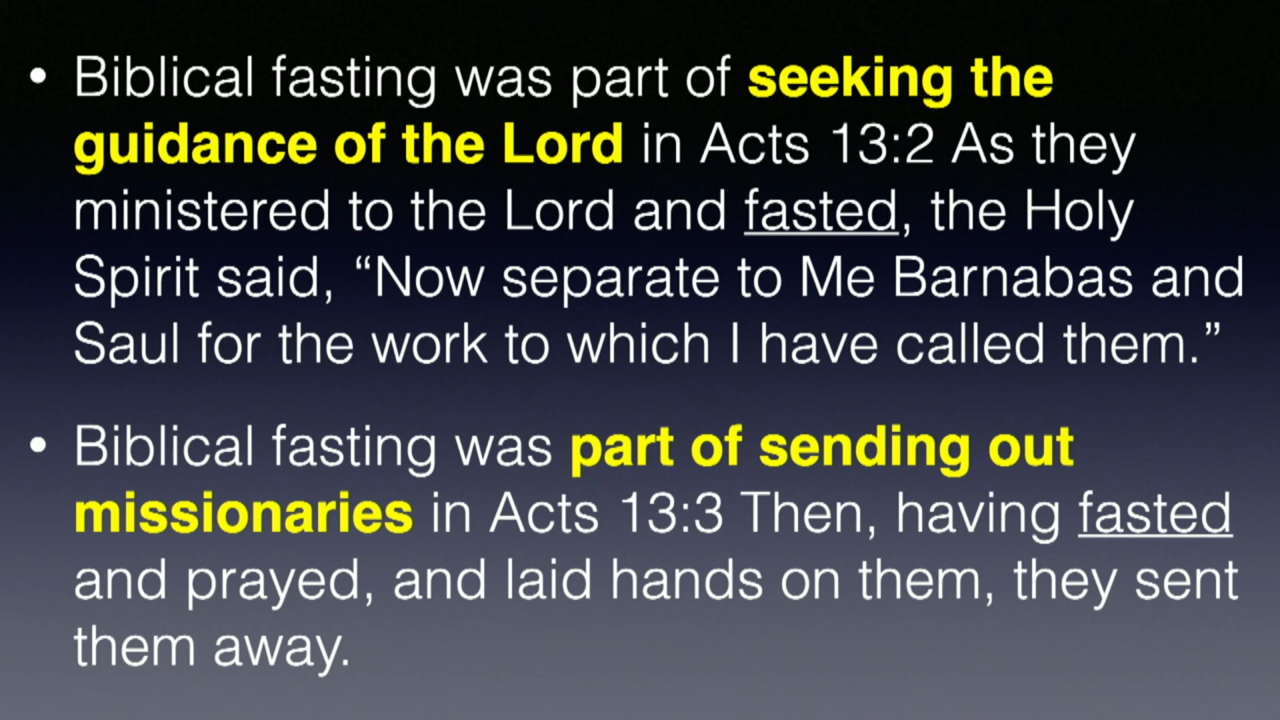 • Biblical fasting was part of seeking the
guidance of the Lord in Acts 13:2 As they
ministered to the Lord and fasted, the Holy
Spirit said, “Now separate to Me Barnabas and
Saul for the work to which I have called them.”
• Biblical fasting was part of sending out
missionaries in Acts 13:3 Then, having fasted
and prayed, and laid hands on them, they sent
them away.